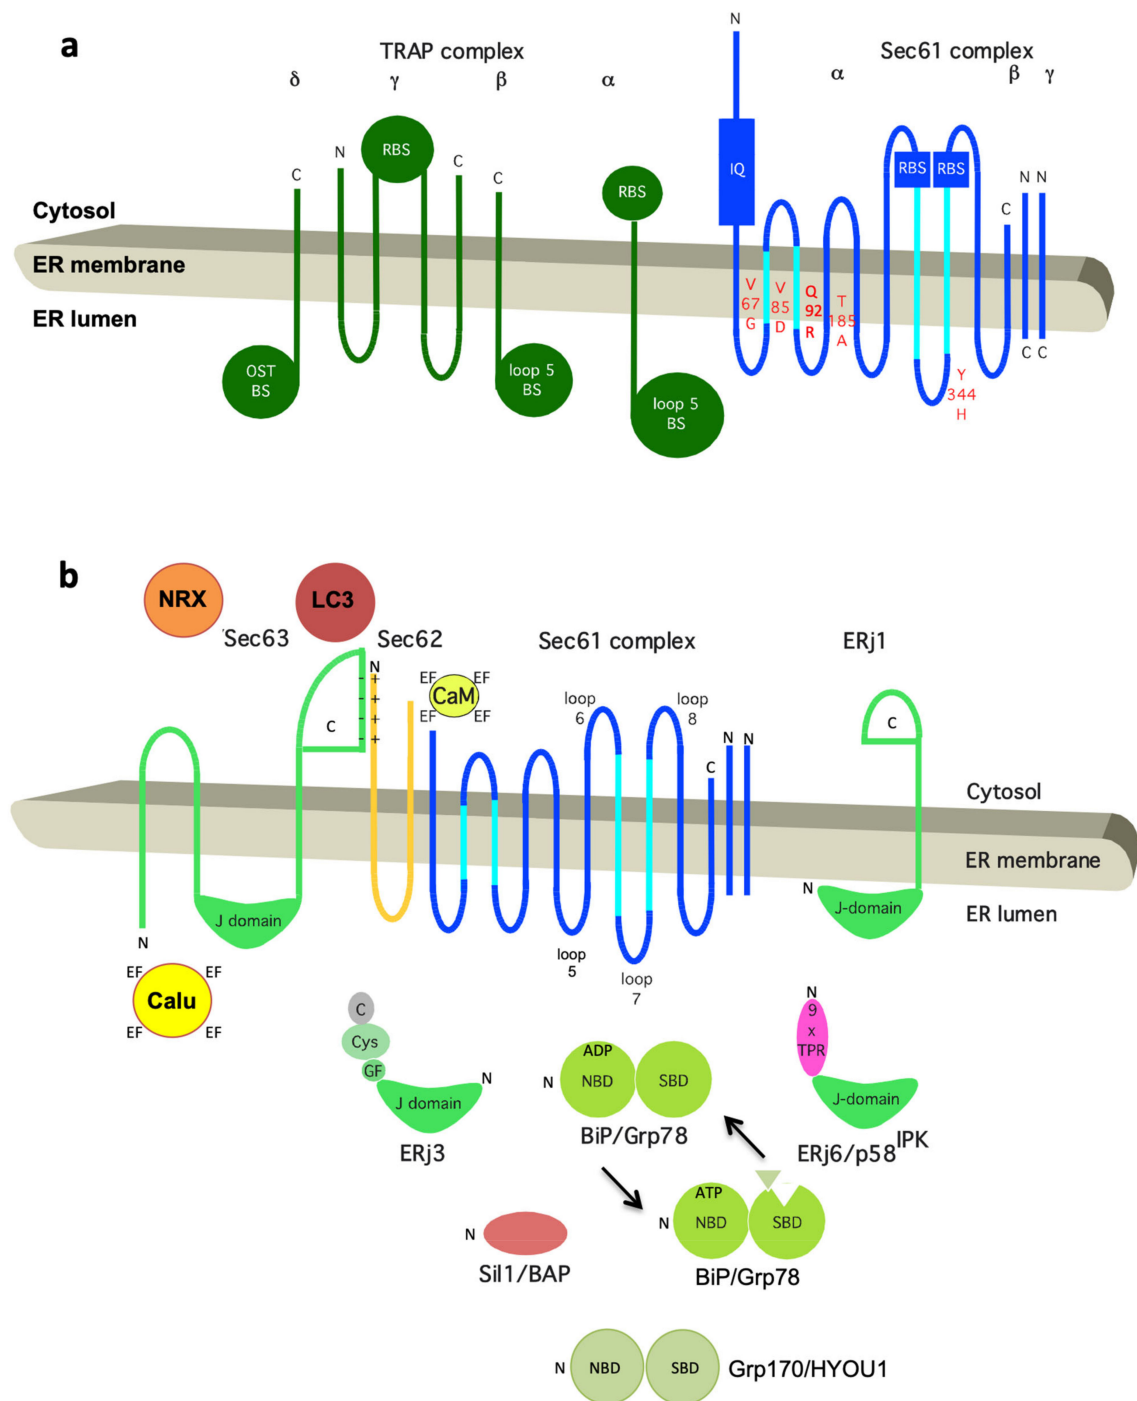 a
TRAP complex
Sec61 complex
δ γ β α
α β γ
N
RBS
IQ
N
C
C
C
RBS
RBS RBS
N N
C
Cytosol
ER membrane
ER lumen
V
67
G
V
85
D
Q
92
R
T
185
A
Y
344
H
C C
OST
BS
loop 5
BS
loop 5
BS
b
NRX
LC3
Sec63
Sec62
Sec61 complex
ERj1
N
- +
- +
- +
- +
C
EF EF
CaM
EF EF
loop
6
loop
8
N N
C
C
Cytosol
ER membrane
ER lumen
J domain
N
N
J-domain
loop
5
loop
7
EF EF
Calu
EF EF
C
Cys
GF
J domain
N
ERj3
ADP
N
NBD
SBD
BiP/Grp78
N
9
x
TPR
J-domain
ERj6/p58IPK
ATP
N
NBD
SBD
BiP/Grp78
N
Sil1/BAP
N
NBD
SBD
Grp170/HYOU1